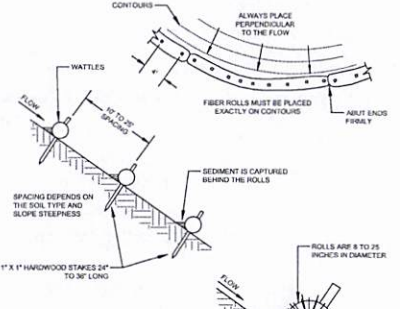 CONTOURS
ALWAYS PLACE
PERPENDICULAR
TO THE FLOW
WATTLES
4'
FIBER ROLLS MUST BE PLACED
EXACTLY ON CONTOURS
ABUT ENDS
FIRMLY
FLOW
10' TO 25'
SPACING
SEDIMENT IS CAPTURED
BEHIND THE ROLLS
SPACING DEPENDS ON
THE SOIL TYPE AND
SLOPE STEEPNESS
1" X 1" HARDWOOD STAKES 24"
TO 36" LONG
ROLLS ARE 8 TO 25
INCHES IN DIAMETER
FLOW